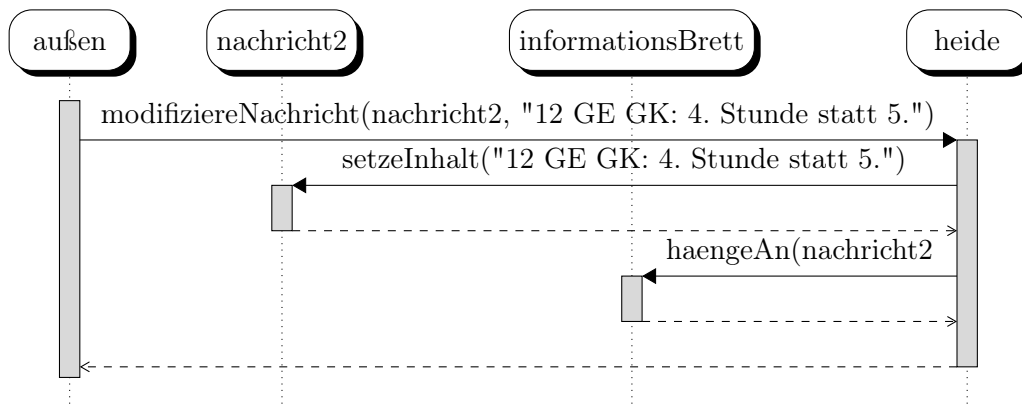 außen
nachricht2
informationsBrett
heide
modifiziereNachricht(nachricht2, "12 GE GK: 4. Stunde statt 5.")
setzeInhalt("12 GE GK: 4. Stunde statt 5.")
haengeAn(nachricht2